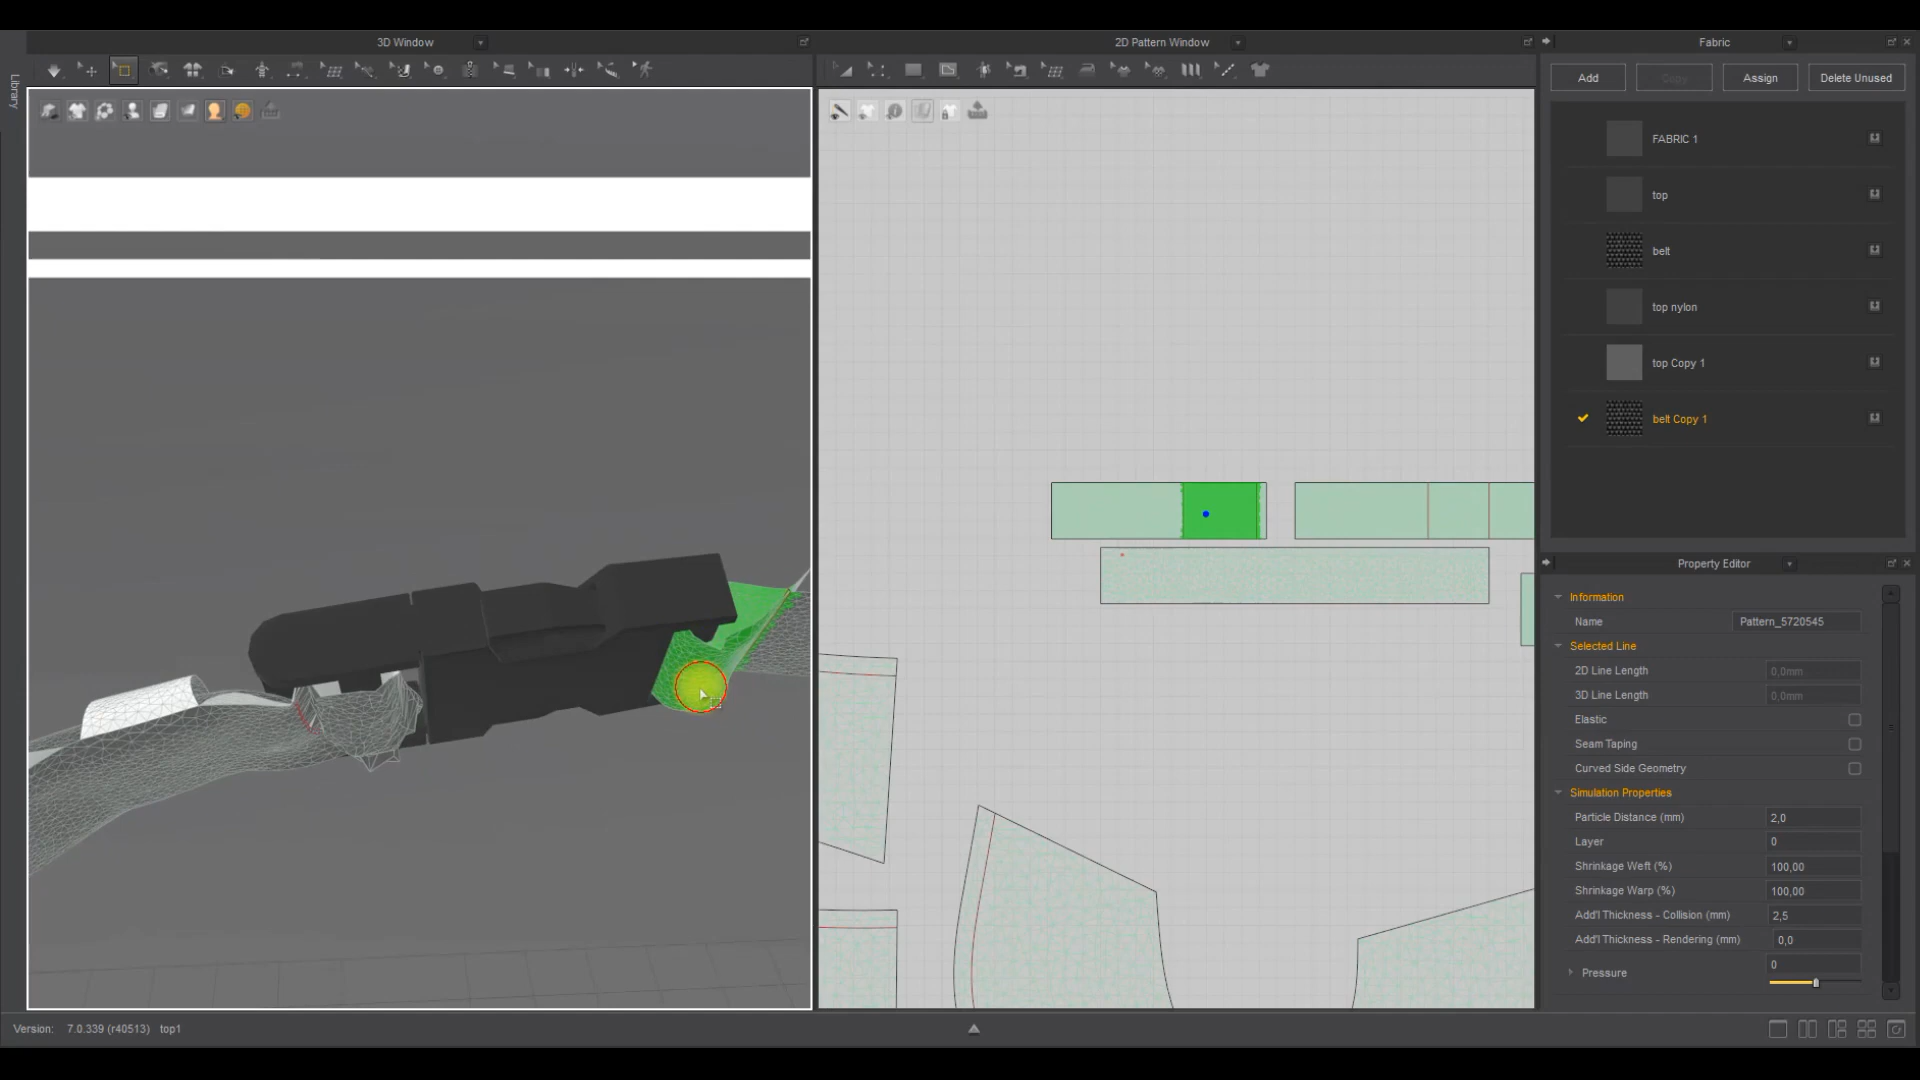 3D Window
2D Pattern Window
Fabric
Library
Add
Copy
Assign
Delete Unused
FABRIC 1
top
belt
top nylon
top Copy 1
belt Copy 1
Property Editor
Information
Name
Pattern_5720545
Selected Line
2D Line Length
0,0mm
3D Line Length
0,0mm
Elastic
Seam Taping
Curved Side Geometry
Simulation Properties
Particle Distance (mm)
2,0
Layer
0
Shrinkage Weft (%)
100,00
Shrinkage Warp (%)
100,00
Add'l Thickness - Collision (mm)
2,5
Add'l Thickness - Rendering (mm)
0,0
Pressure
0
Version: 7.0.339 (r40513) top1